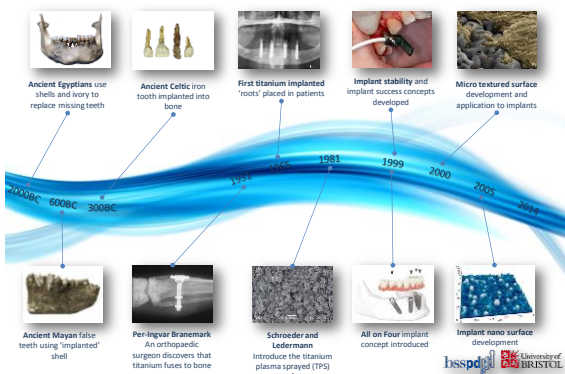 Ancient Egyptians use
shells and ivory to
replace missing teeth
Ancient Celtic iron
tooth implanted into
bone
First titanium implanted
'roots' placed in patients
Implant stability and
implant success concepts
developed
Micro textured surface
development and
application to implants
2000BC
600BC
300BC
1981
1999
2000
2005
Ancient Mayan false
teeth using 'implanted'
shell
Per-Ingvar Branemark
An orthopaedic
surgeon discovers that
titanium fuses to bone
Schroeder and
Ledermann
Introduce the titanium
plasma sprayed (TPS)
All on Four implant
concept introduced
Implant nano surface
development
University of
BRISTOL